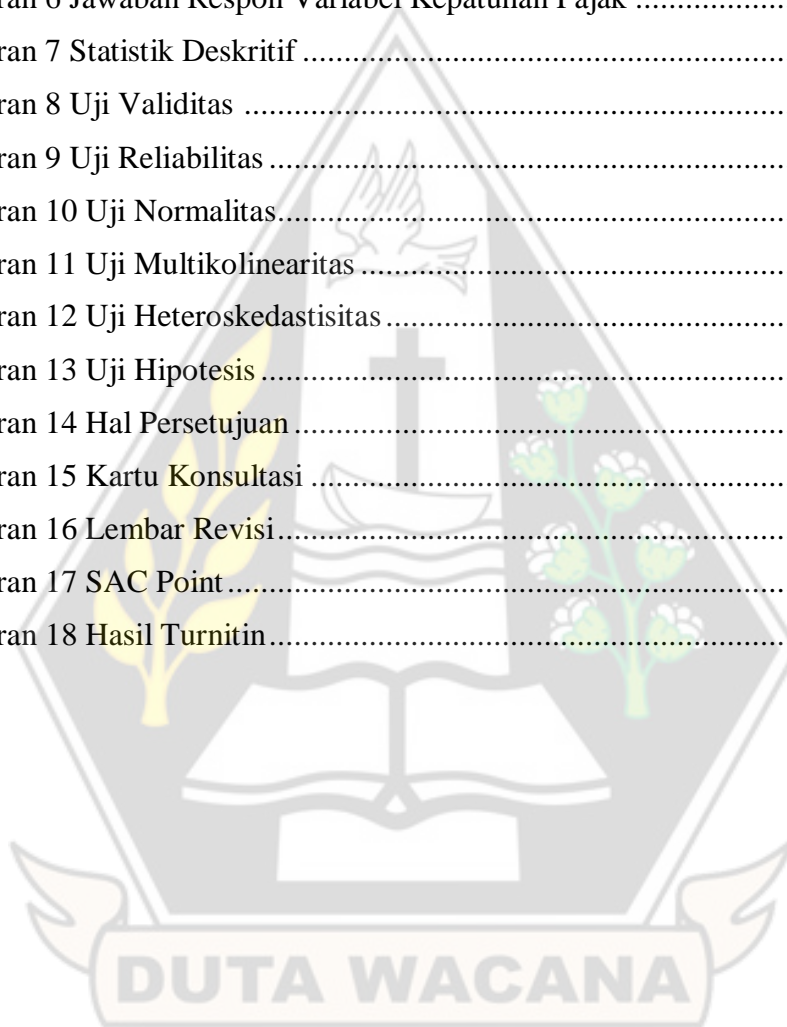 ran 6 Jawaban Respon Variabel Kepatuhan Pajak ..................
ran 7 Statistik Deskritif ............................................................
ran 8 Uji Validitas ....................................................................
ran 9 Uji Reliabilitas ................................................................
ran 10 Uji Normalitas ...............................................................
ran 11 Uji Multikolinearitas .....................................................
ran 12 Uji Heteroskedastisitas ..................................................
ran 13 Uji Hipotesis .................................................................
ran 14 Hal Persetujuan .............................................................
ran 15 Kartu Konsultasi ...........................................................
ran 16 Lembar Revisi ...............................................................
ran 17 SAC Point .....................................................................
ran 18 Hasil Turnitin ................................................................
DUTA WACANA